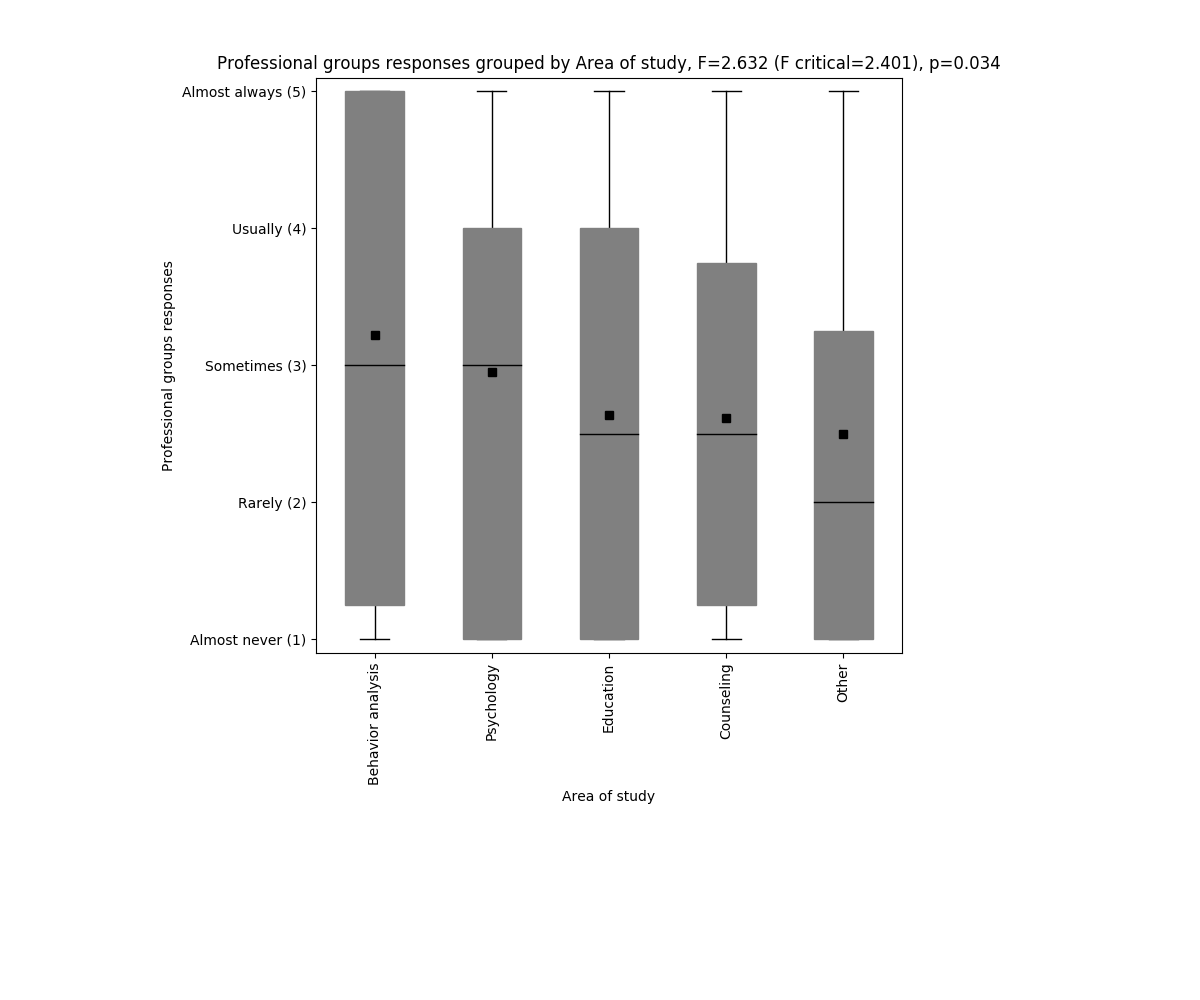 Professional groups responses grouped by Area of study, F=2.632 (F critical=2.401), p=0.034
Almost always (5)
Usually (4)
Sometimes (3)
Rarely (2)
Almost never (1)
Professional groups responses
Behavior analysis
Psychology
Education
Counseling
Other
Area of study